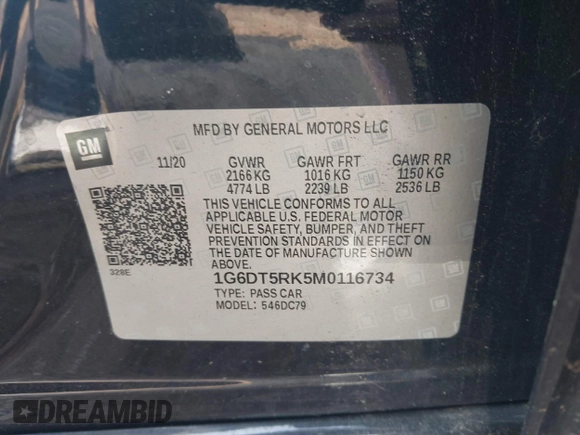 GM
MFD BY GENERAL MOTORS LLC
11/20 GVWR GAWR FRT GAWR RR
2166 KG 1016 KG 1150 KG
4774 LB 2239 LB 2536 LB
THIS VEHICLE CONFORMS TO ALL
APPLICABLE U.S. FEDERAL MOTOR
VEHICLE SAFETY, BUMPER, AND THEFT
PREVENTION STANDARDS IN EFFECT ON
THE DATE OF MANUFACTURE SHOWN
ABOVE.
328E
1G6DT5RK5M0116734
TYPE: PASS CAR
MODEL: 546DC79
DREAMBID